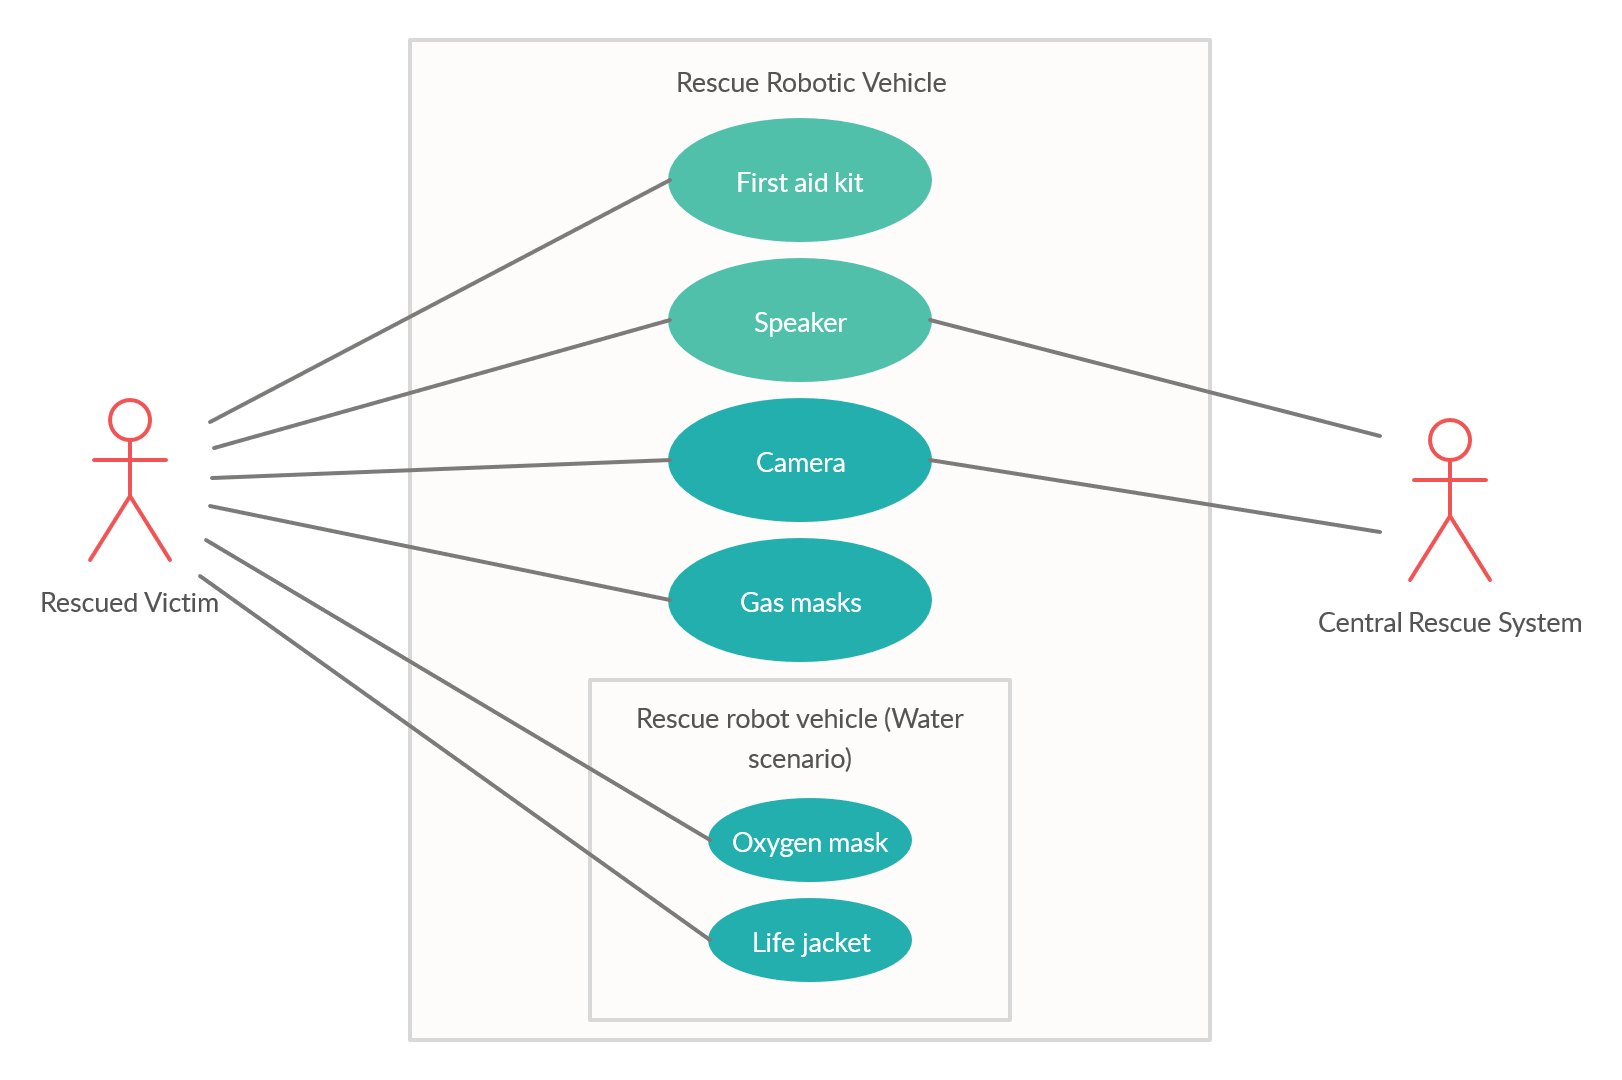 Rescue Robotic Vehicle
First aid kit
Speaker
Camera
Gas masks
Rescued Victim
Central Rescue System
Rescue robot vehicle (Water
scenario)
Oxygen mask
Life jacket